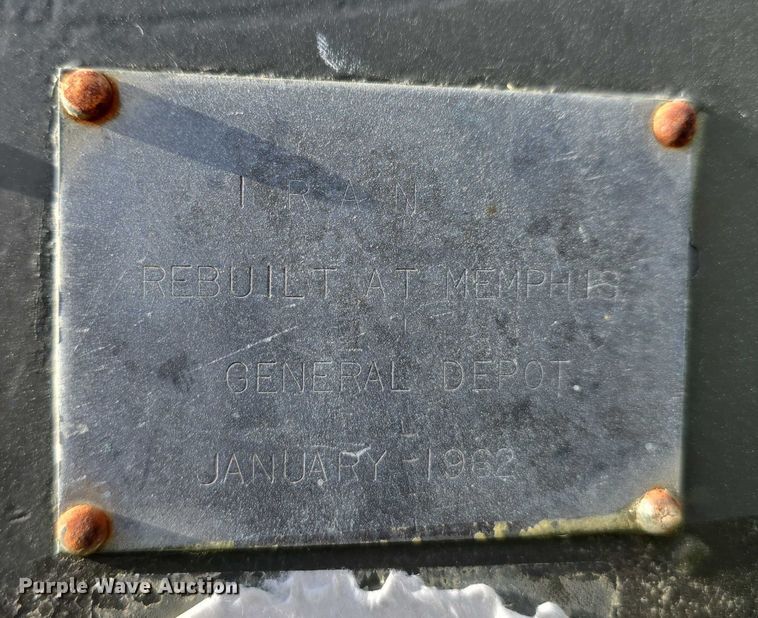 I R A N
REBUILT AT MEMPHIS
GENERAL DEPOT
JANUARY-1962
Purple Wave Auction